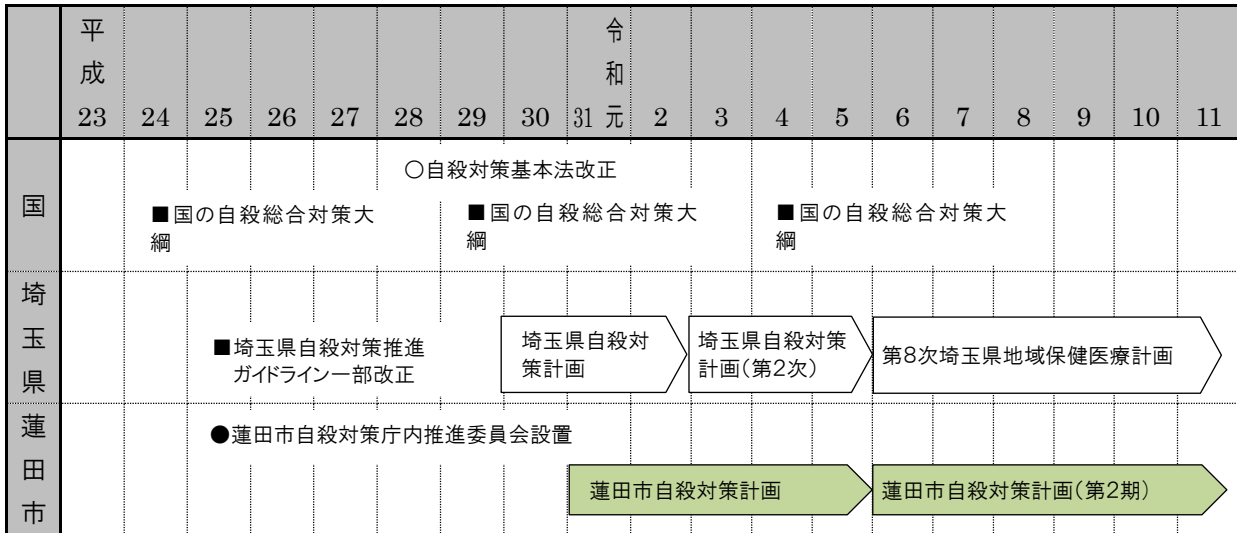 平成
令和
23 24 25 26 27 28 29 30 31 元 2 3 4 5 6 7 8 9 10 11
国
○自殺対策基本法改正
■国の自殺総合対策大
綱
■国の自殺総合対策大
綱
■国の自殺総合対策大
綱
埼玉県
■埼玉県自殺対策推進
ガイドライン一部改正
埼玉県自殺対
策計画
埼玉県自殺対策
計画(第2次)
第8次埼玉県地域保健医療計画
蓮田市
●蓮田市自殺対策庁内推進委員会設置
蓮田市自殺対策計画
蓮田市自殺対策計画(第2期)